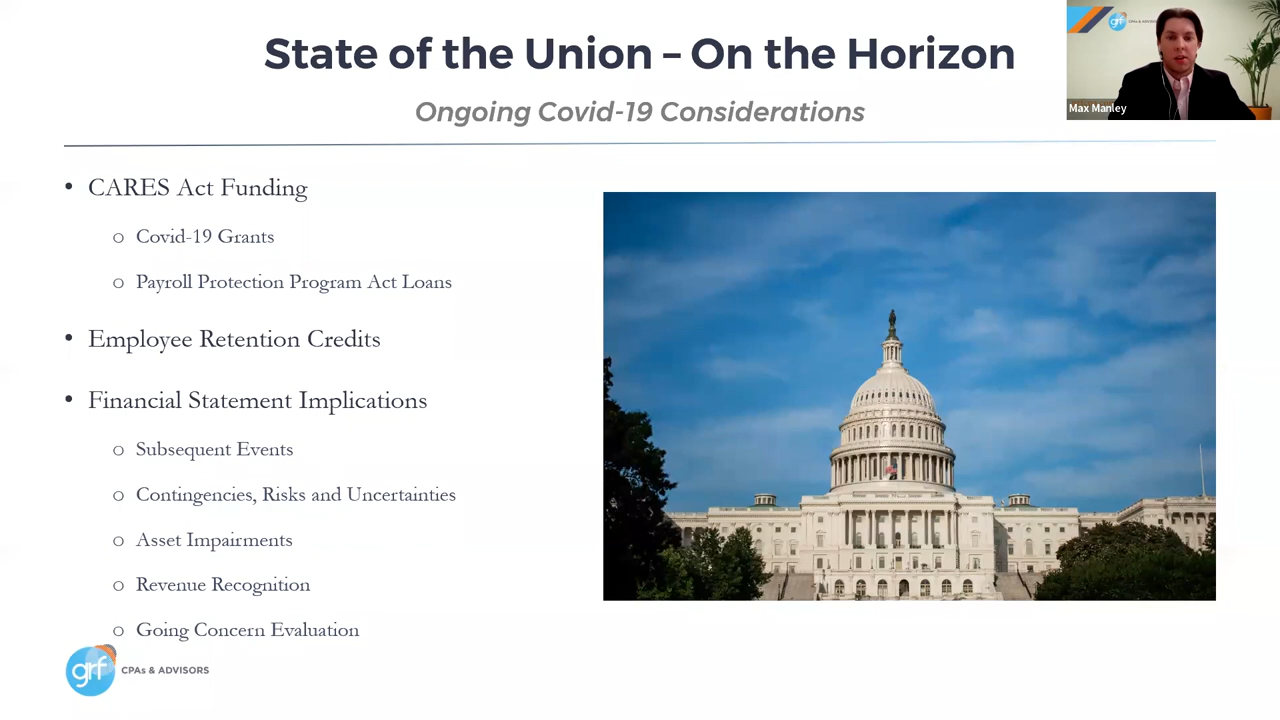 State of the Union – On the Horizon
Ongoing Covid-19 Considerations
Max Manley
• CARES Act Funding
o Covid-19 Grants
o Payroll Protection Program Act Loans
• Employee Retention Credits
• Financial Statement Implications
o Subsequent Events
o Contingencies, Risks and Uncertainties
o Asset Impairments
o Revenue Recognition
o Going Concern Evaluation
grf CPAs & ADVISORS